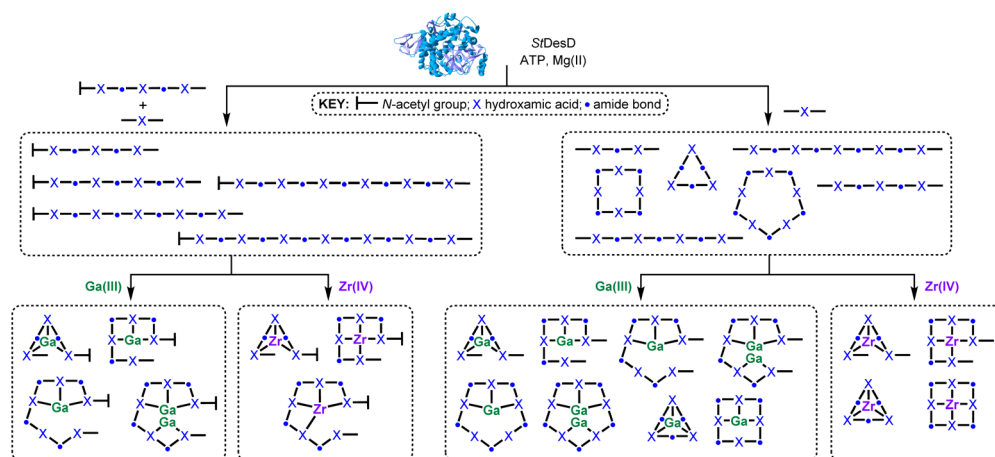 StDesD
ATP, Mg(II)
X X X
+
X
KEY: N-acetyl group; X hydroxamic acid; • amide bond
X
X X X
X X X X
X X X X X X
X X X X X
X X X X X X X
X X
X X X X X X
X
X X
X X
X X
X
X
X X
X X
X X X X
X X X X
Ga(III)
Zr(IV)
Ga(III)
Zr(IV)
X
Ga
X X
X
X Ga X
X
X
Ga
X X
X X
X
X X
Ga
Ga
X X
X
Zr
X X
X
X Zr X
X
X
X X
Zr
X X
X
Ga
X X
X
X Ga X
X
X
X X
Ga
X X
X
X X
Ga
Ga
X X
X
X X
Ga
X X
X
X X
Ga
Ga
X X
X
Ga
X X
X
X Ga X
X
X
Zr
X X
X
X Zr X
X
X
Zr
X X
X
X Zr X
X